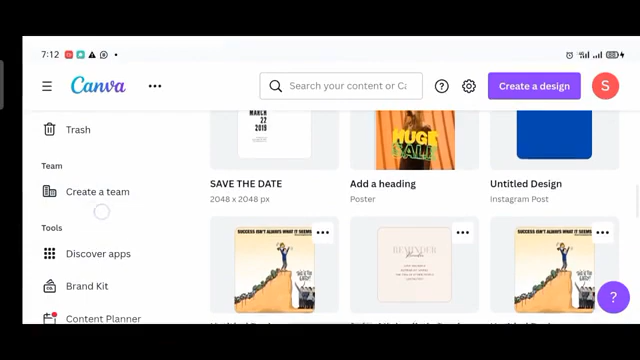 7:12
Canva
Search your content or Ca
Create a design
S
Trash
Team
Create a team
Tools
Discover apps
Brand Kit
Content Planner
MARCH
22
2019
HUGE
SALE
SAVE THE DATE
2048 x 2048 px
Add a heading
Poster
Untitled Design
Instagram Post
SUCCESS ISN'T ALWAYS WHAT IT SEEMS
REMINDER
SUCCESS ISN'T ALWAYS WHAT IT SEEMS
?